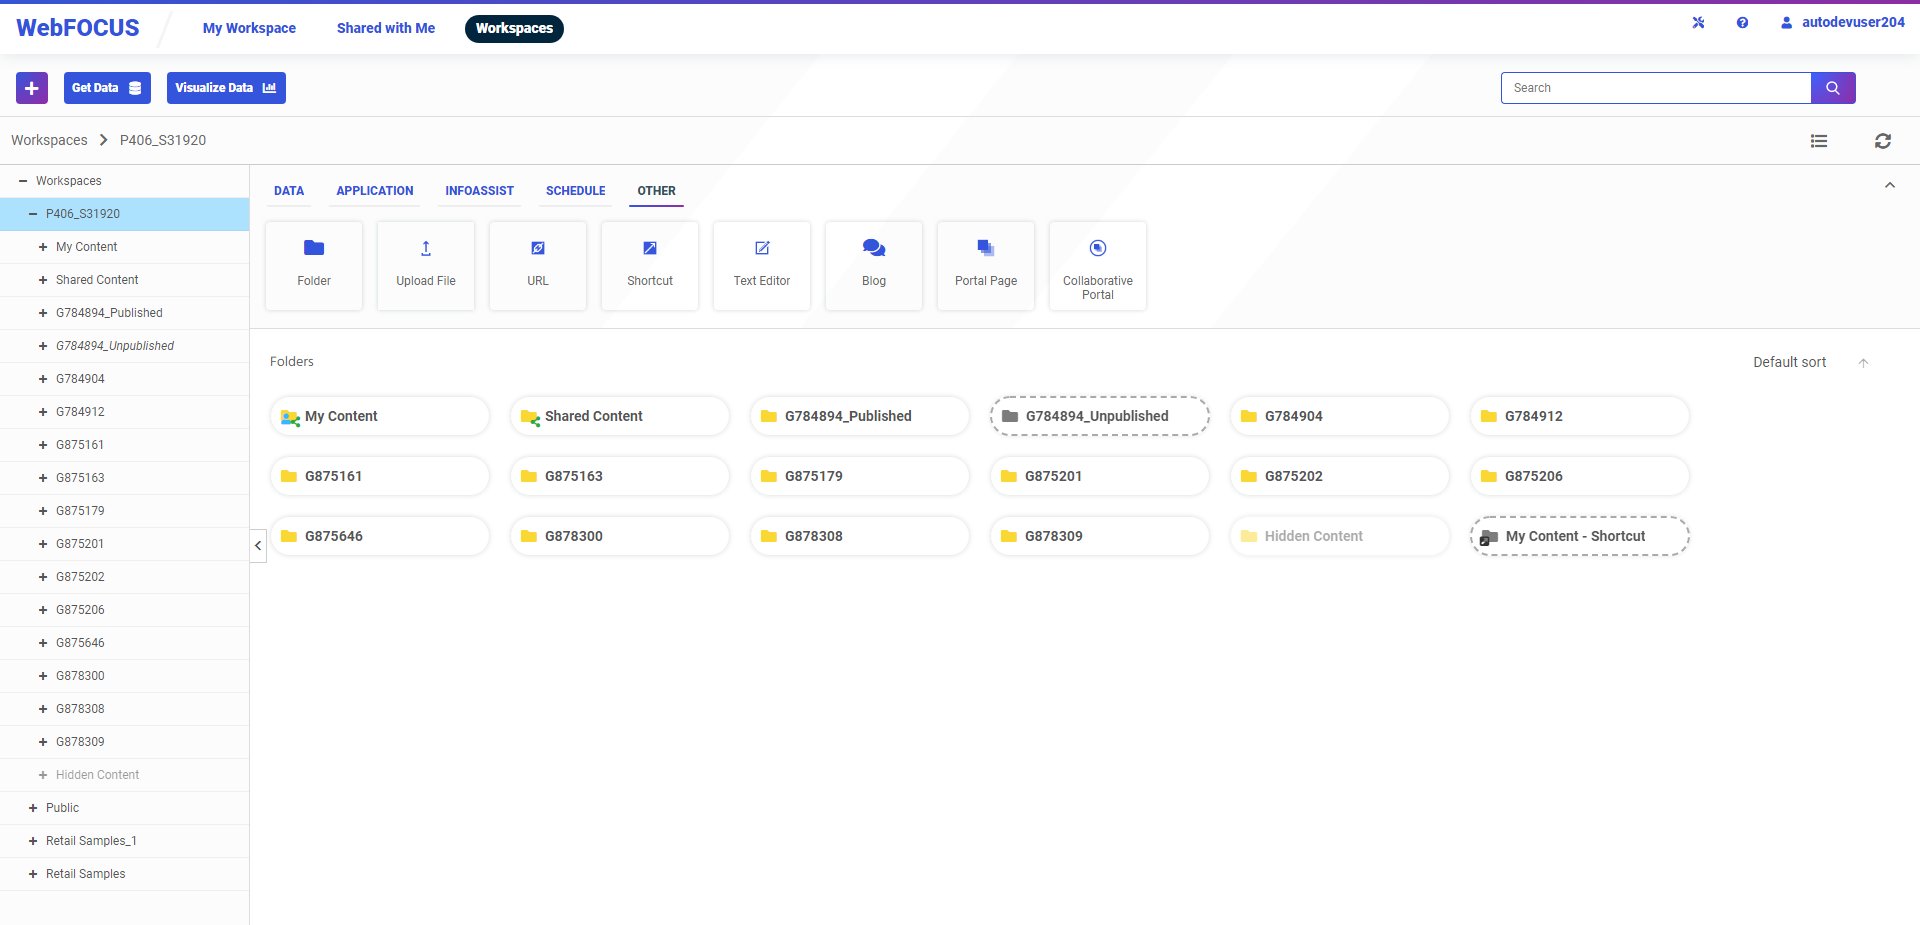 WebFOCUS
My Workspace
Shared with Me
Workspaces
autodevuser204
Get Data
Visualize Data
Search
Workspaces
P406_S31920
Workspaces
P406_S31920
My Content
Shared Content
G784894_Published
G784894_Unpublished
G784904
G784912
G875161
G875163
G875179
G875201
G875202
G875206
G875646
G878300
G878308
G878309
Hidden Content
Public
Retail Samples_1
Retail Samples
DATA
APPLICATION
INFOASSIST
SCHEDULE
OTHER
Folder
Upload File
URL
Shortcut
Text Editor
Blog
Portal Page
Collaborative
Portal
Folders
Default sort
My Content
Shared Content
G784894_Published
G784894_Unpublished
G784904
G784912
G875161
G875163
G875179
G875201
G875202
G875206
G875646
G878300
G878308
G878309
Hidden Content
My Content - Shortcut